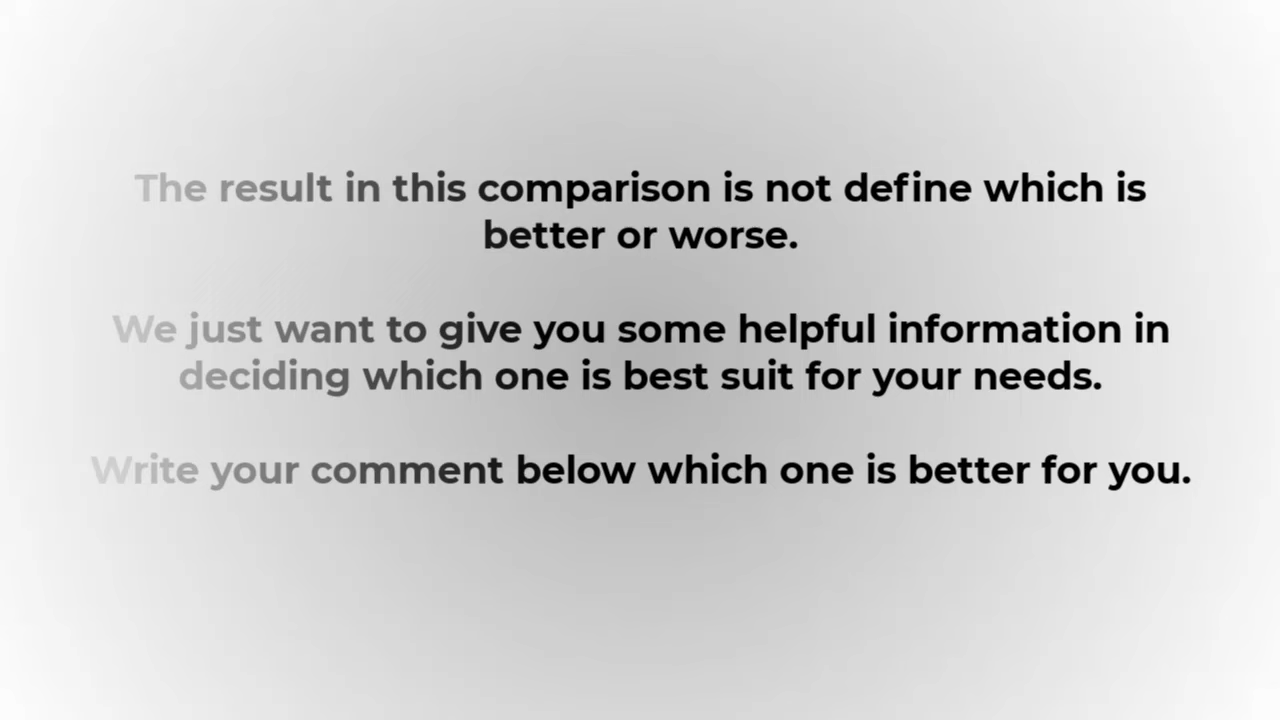 The result in this comparison is not define which is
better or worse.
We just want to give you some helpful information in
deciding which one is best suit for your needs.
Write your comment below which one is better for you.